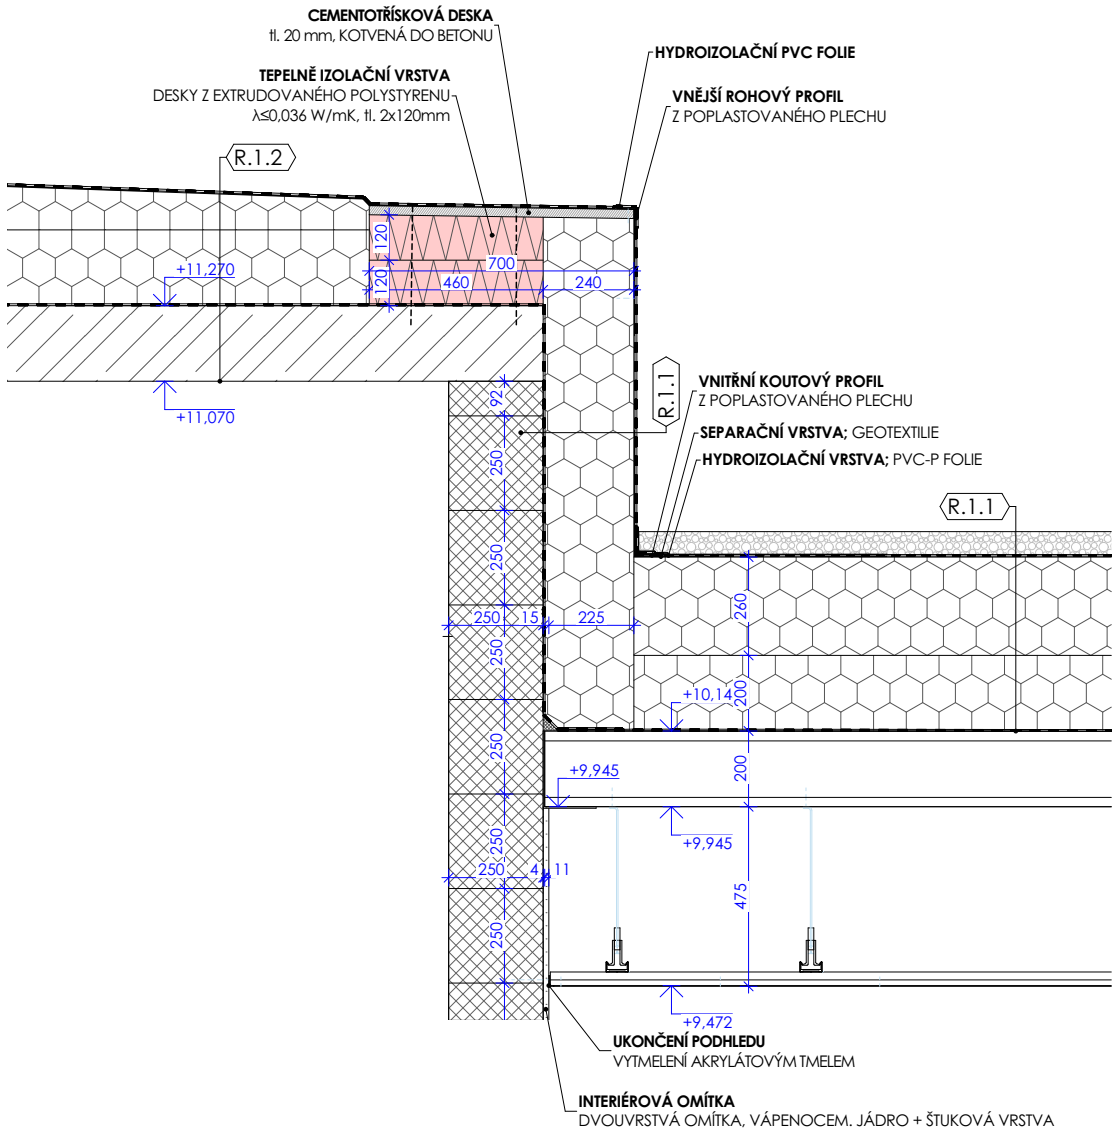 CEMENTOTŘÍSKOVÁ DESKA
tl. 20 mm, KOTVENÁ DO BETONU
HYDROIZOLAČNÍ PVC FOLIE
TEPELNĚ IZOLAČNÍ VRSTVA
DESKY Z EXTRUDOVANÉHO POLYSTYRENU
λ≤0,036 W/mK, tl. 2x120mm
VNĚJŠÍ ROHOVÝ PROFIL
Z POPLASTOVANÉHO PLECHU
R.1.2
120
+11,270
700
120
460
240
+11,070
92
R.1.1
VNITŘNÍ KOUTOVÝ PROFIL
Z POPLASTOVANÉHO PLECHU
SEPARAČNÍ VRSTVA; GEOTEXTILIE
250
HYDROIZOLAČNÍ VRSTVA; PVC-P FOLIE
R.1.1
250
260
250
15
225
250
+10,14
200
250
200
+9,945
+9,945
250
250
4
11
475
250
+9,472
UKONČENÍ PODHLEDU
VYTMELENÍ AKRYLÁTOVÝM TMELEM
INTERIÉROVÁ OMÍTKA
DVOUVRSTVÁ OMÍTKA, VÁPENOCEM. JÁDRO + ŠTUKOVÁ VRSTVA